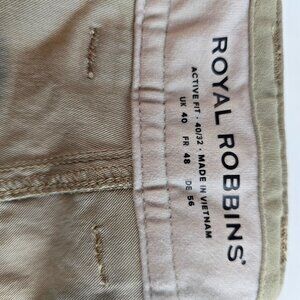 ROYAL ROBBINS®
ACTIVE FIT · 40/32 · MADE IN VIETNAM
UK 40 FR 48 DE 56